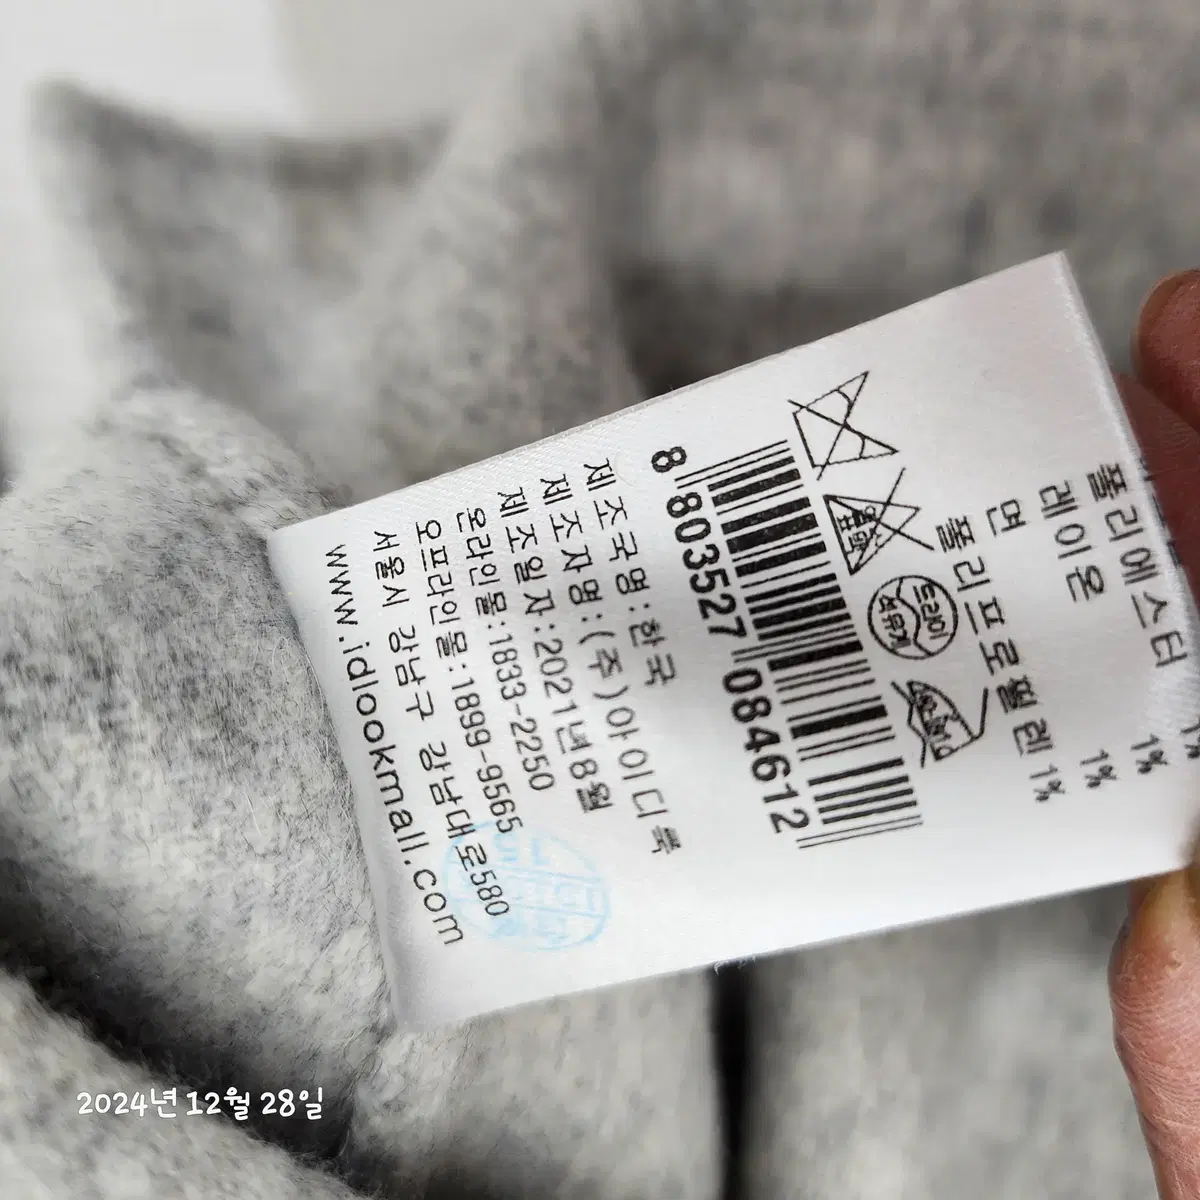 폴리에스터 1%
레이온 1%
면 1%
폴리프로필렌 1%
드라이
석유계
8 803527 084612
제조국명:한국
제조자명:(주)아이디룩
제조일자:2021년8월
온라인몰:1833-2250
오프라인몰:1899-9565
서울시 강남구 강남대로580
www.idlookmall.com
2024년 12월 28일